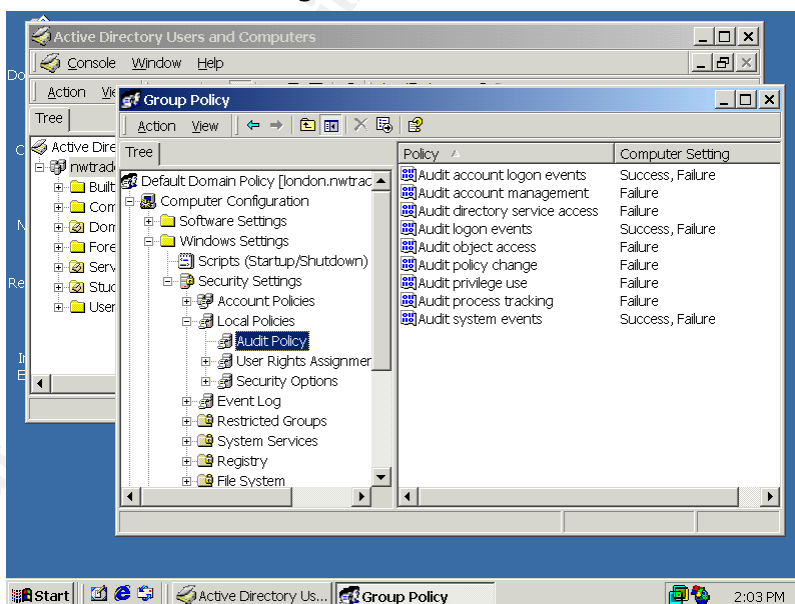 Active Directory Users and Computers
Console Window Help
Action
Tree
Active Dire
nwtrad
Built
Com
Dom
Fore
Serv
Stuc
User
Group Policy
Action View
Tree
Default Domain Policy [london.nwtrac
Computer Configuration
Software Settings
Windows Settings
Scripts (Startup/Shutdown)
Security Settings
Account Policies
Local Policies
Audit Policy
User Rights Assignmer
Security Options
Event Log
Restricted Groups
System Services
Registry
File System
Policy Computer Setting
Audit account logon events Success, Failure
Audit account management Failure
Audit directory service access Failure
Audit logon events Success, Failure
Audit object access Failure
Audit policy change Failure
Audit privilege use Failure
Audit process tracking Failure
Audit system events Success, Failure
Start Active Directory Us... Group Policy 2:03 PM